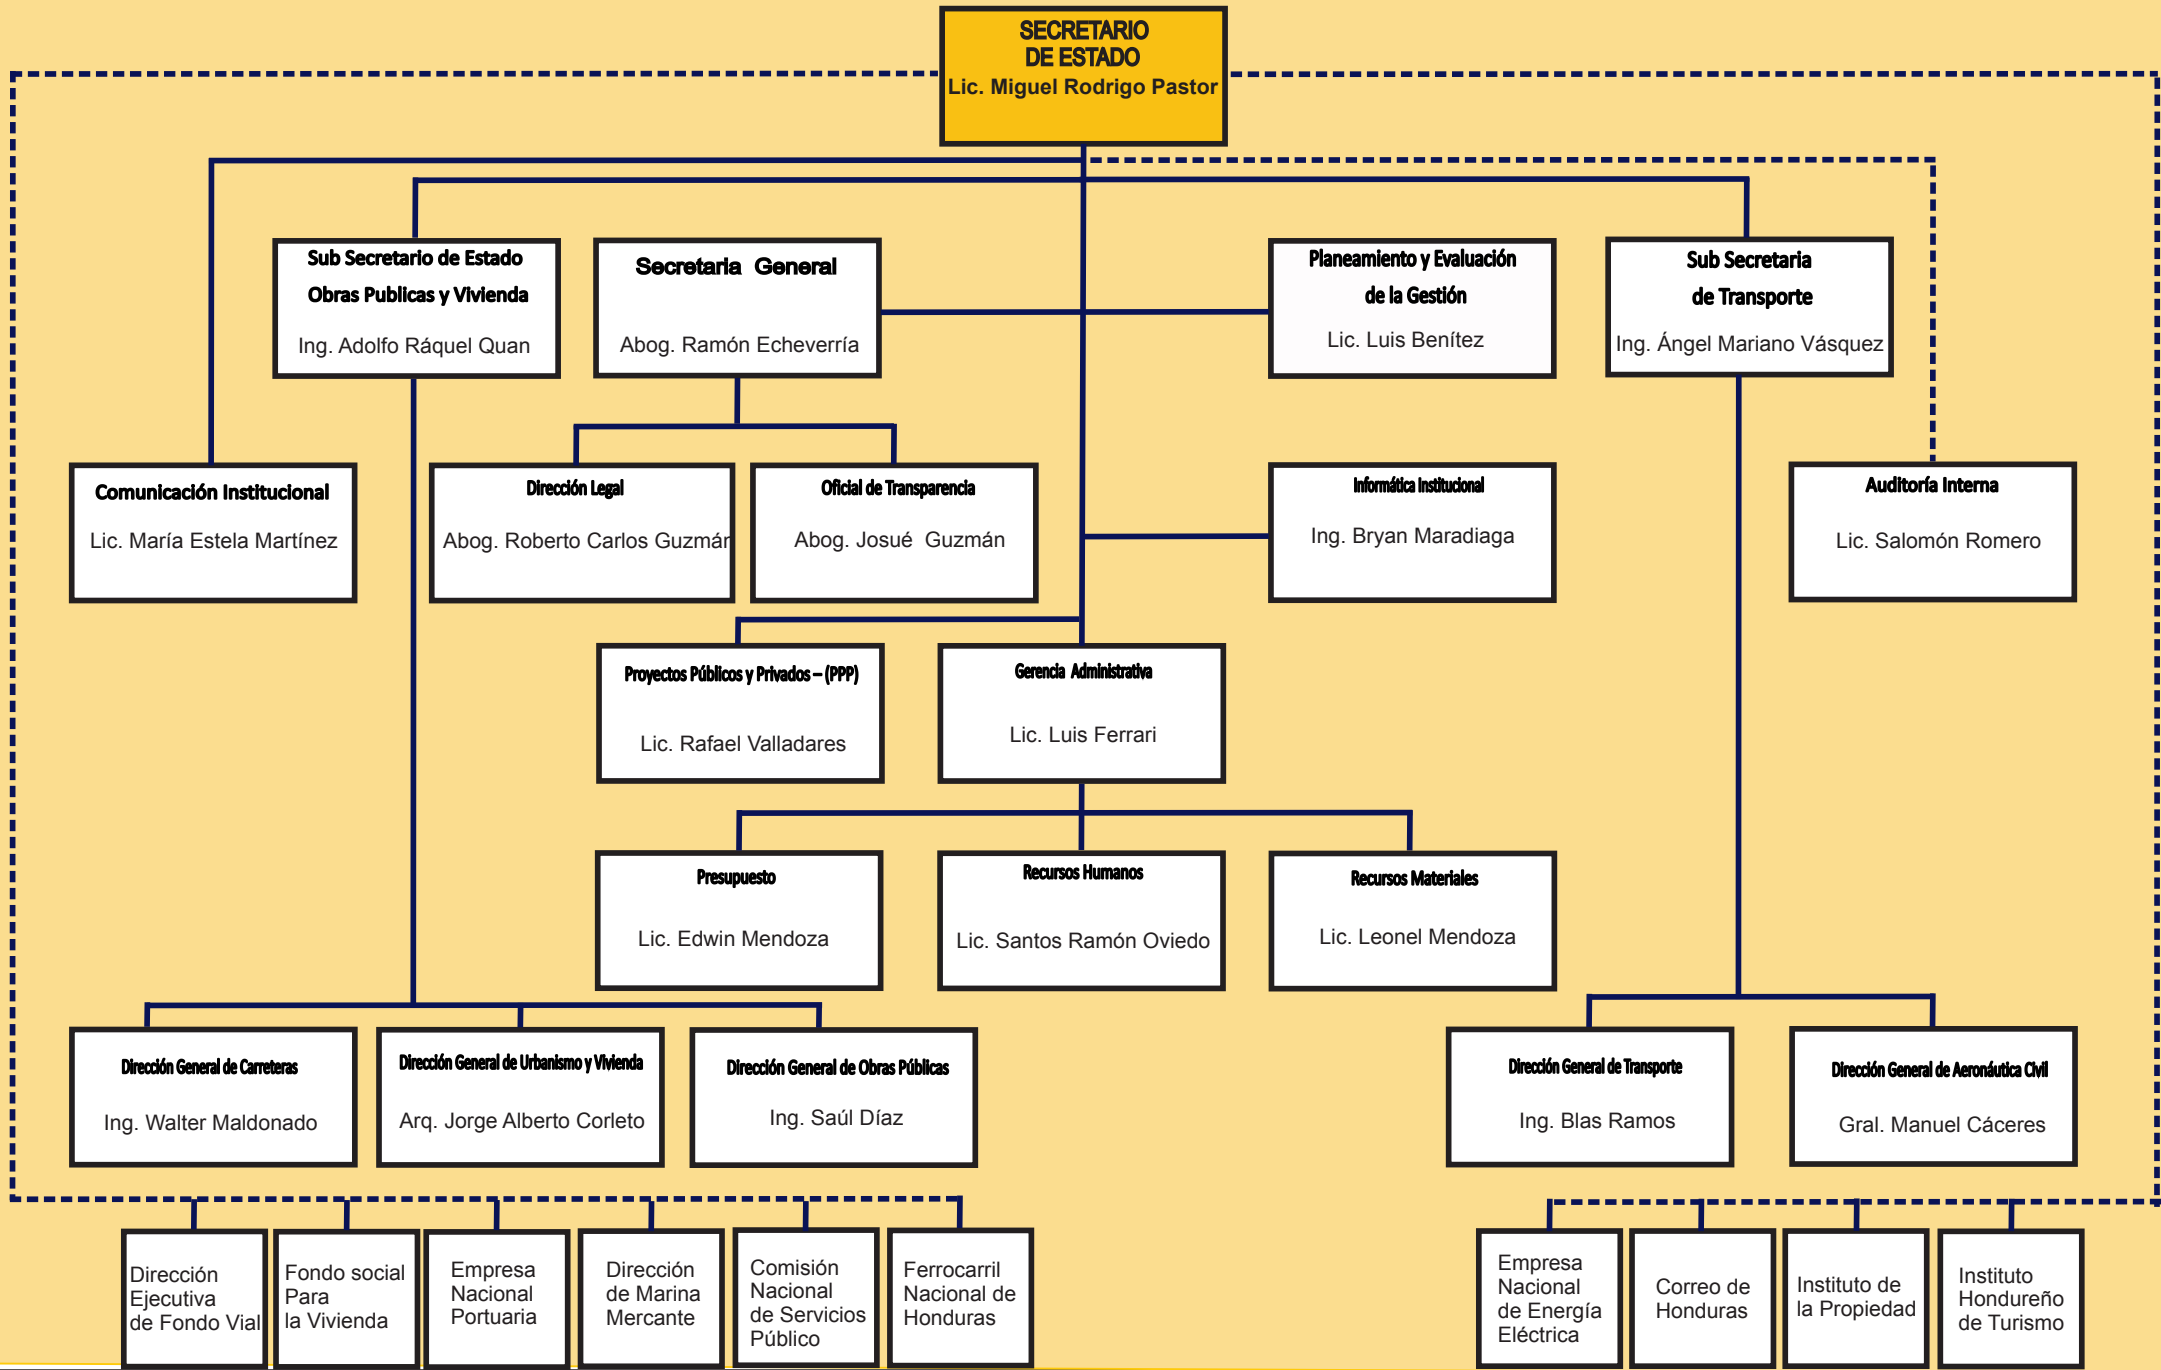 SECRETARIO
DE ESTADO
Lic. Miguel Rodrigo Pastor
Sub Secretario de Estado
Obras Publicas y Vivienda
Ing. Adolfo Ráquel Quan
Secretaria General
Abog. Ramón Echeverría
Planeamiento y Evaluación
de la Gestión
Lic. Luis Benítez
Sub Secretaria
de Transporte
Ing. Ángel Mariano Vásquez
Comunicación Institucional
Lic. María Estela Martínez
Dirección Legal
Abog. Roberto Carlos Guzmán
Oficial de Transparencia
Abog. Josué Guzmán
Informática Institucional
Ing. Bryan Maradiaga
Auditoría Interna
Lic. Salomón Romero
Proyectos Públicos y Privados – (PPP)
Lic. Rafael Valladares
Gerencia Administrativa
Lic. Luis Ferrari
Presupuesto
Lic. Edwin Mendoza
Recursos Humanos
Lic. Santos Ramón Oviedo
Recursos Materiales
Lic. Leonel Mendoza
Dirección General de Carreteras
Ing. Walter Maldonado
Dirección General de Urbanismo y Vivienda
Arq. Jorge Alberto Corleto
Dirección General de Obras Públicas
Ing. Saúl Díaz
Dirección General de Transporte
Ing. Blas Ramos
Dirección General de Aeronáutica Civil
Gral. Manuel Cáceres
Dirección
Ejecutiva
de Fondo Vial
Fondo social
Para
la Vivienda
Empresa
Nacional
Portuaria
Dirección
de Marina
Mercante
Comisión
Nacional
de Servicios
Público
Ferrocarril
Nacional de
Honduras
Empresa
Nacional
de Energía
Eléctrica
Correo de
Honduras
Instituto de
la Propiedad
Instituto
Hondureño
de Turismo